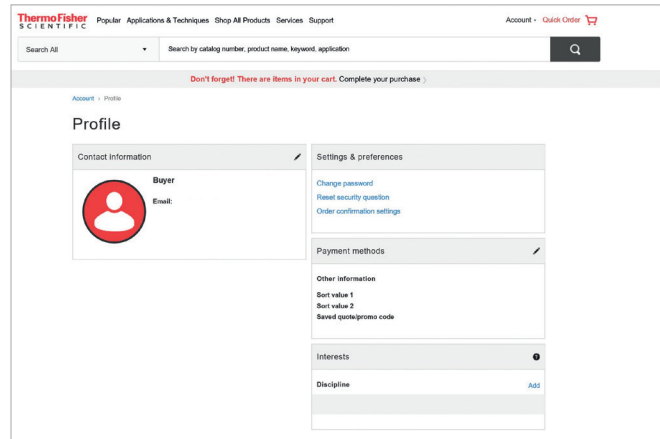 ThermoFisher
SCIENTIFIC
Popular Applications & Techniques Shop All Products Services Support
Account Quick Order
Search All
Search by catalog number, product name, keyword, application
Don't forget! There are items in your cart. Complete your purchase
Account › Profile
Profile
Contact information
Buyer
Email:
Settings & preferences
Change password
Reset security question
Order confirmation settings
Payment methods
Other information
Sort value 1
Sort value 2
Saved quote/promo code
Interests
Discipline
Add